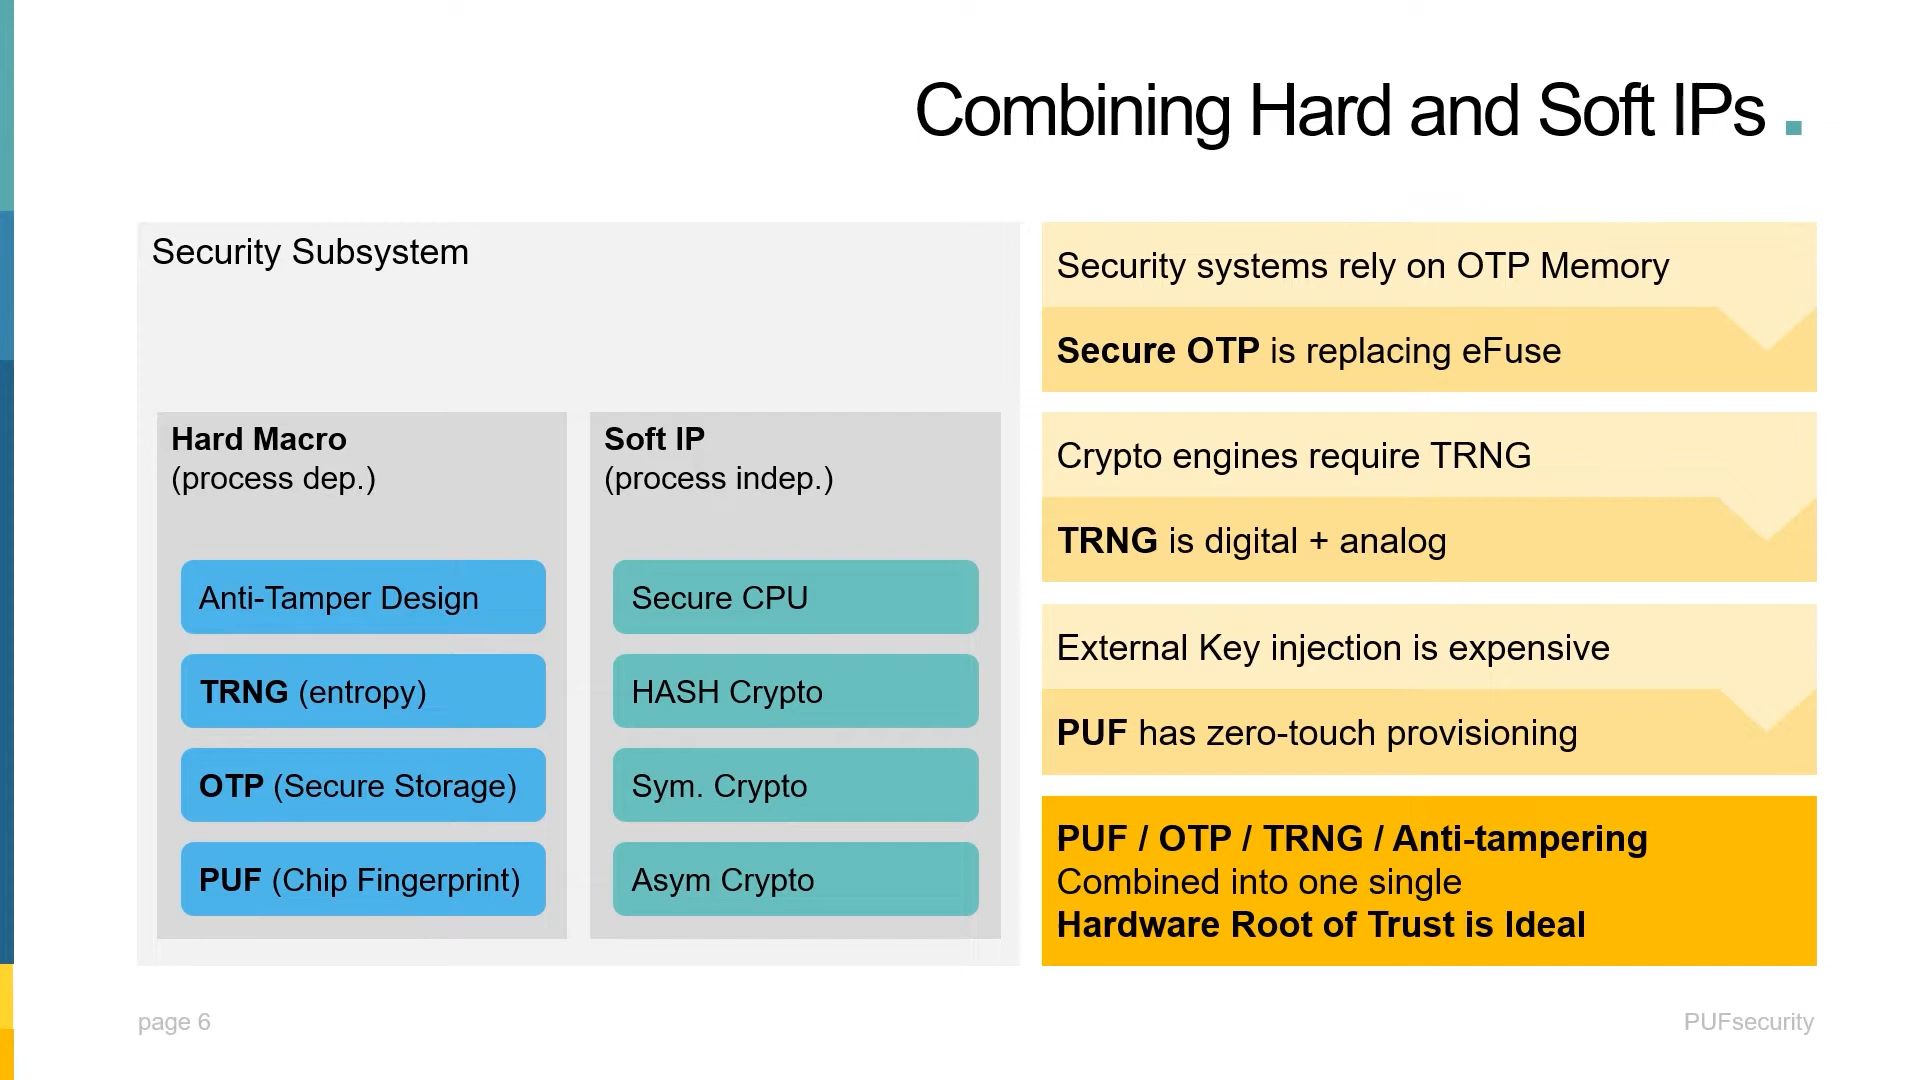 Combining Hard and Soft IPs
Security Subsystem
Hard Macro
(process dep.)
Anti-Tamper Design
TRNG (entropy)
OTP (Secure Storage)
PUF (Chip Fingerprint)
Soft IP
(process indep.)
Secure CPU
HASH Crypto
Sym. Crypto
Asym Crypto
Security systems rely on OTP Memory
Secure OTP is replacing eFuse
Crypto engines require TRNG
TRNG is digital + analog
External Key injection is expensive
PUF has zero-touch provisioning
PUF / OTP / TRNG / Anti-tampering
Combined into one single
Hardware Root of Trust is Ideal
page 6
PUFsecurity